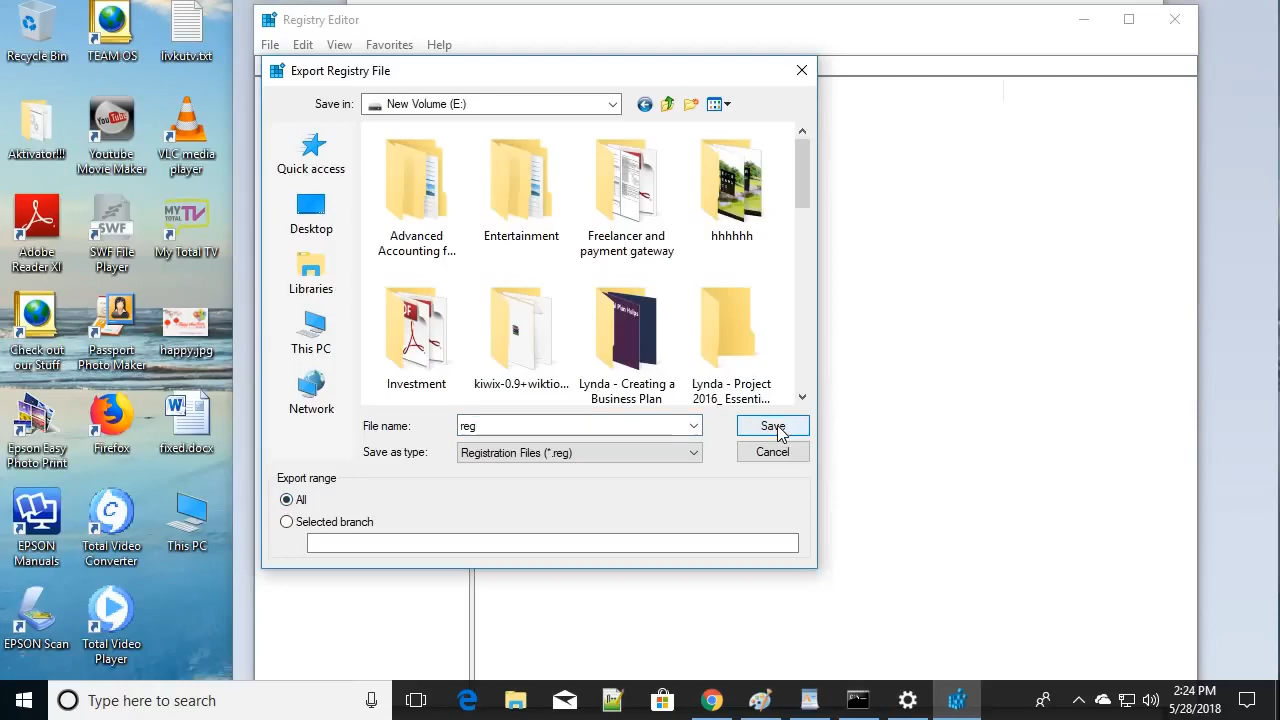 Recycle Bin
TEAM OS
livkutv.txt
Aktivator!!!
You
Tube
Youtube
Movie Maker
VLC media
player
Adobe
Reader XI
SWF
SWF File
Player
MY
TOTAL
TV
My Total TV
Check out
our Stuff
Passport
Photo Maker
happy.jpg
Epson Easy
Photo Print
Firefox
fixed.docx
EPSON
Manuals
Total Video
Converter
This PC
EPSON Scan
Total Video
Player
Registry Editor
File Edit View Favorites Help
Export Registry File
Save in: New Volume (E:)
Quick access
Desktop
Libraries
This PC
Network
Advanced
Accounting f...
Entertainment
Freelancer and
payment gateway
hhhhhh
Investment
kiwix-0.9+wiktio...
Lynda - Creating a
Business Plan
Lynda - Project
2016_ Essenti...
File name: reg Save
Save as type: Registration Files (*.reg) Cancel
Export range
All
Selected branch
Type here to search
2:24 PM
5/28/2018